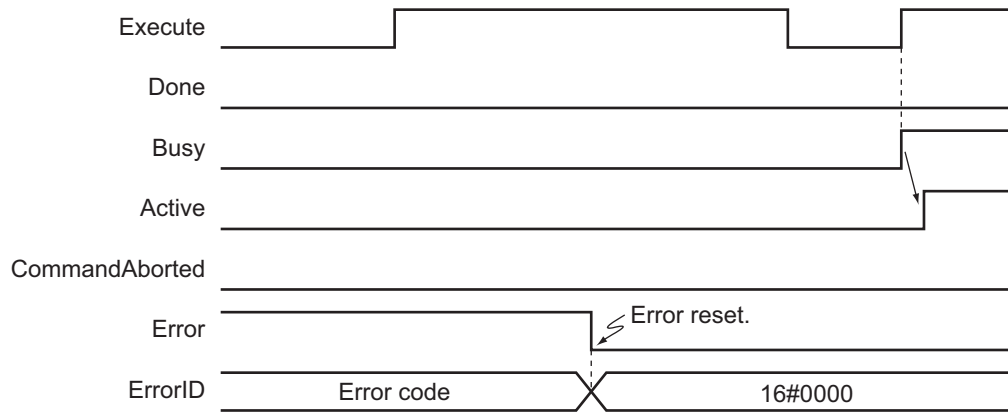 Execute
Done
Busy
Active
CommandAborted
Error
Error reset.
ErrorID
Error code
16#0000